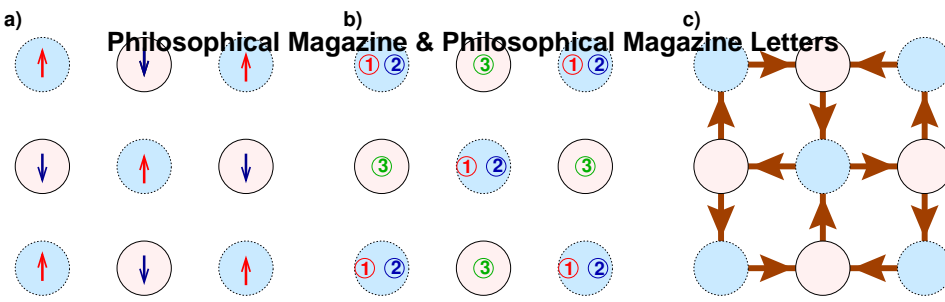 a) b) c)
Philosophical Magazine & Philosophical Magazine Letters
1 2 3 1 2
3 1 2 3
1 2 3 1 2